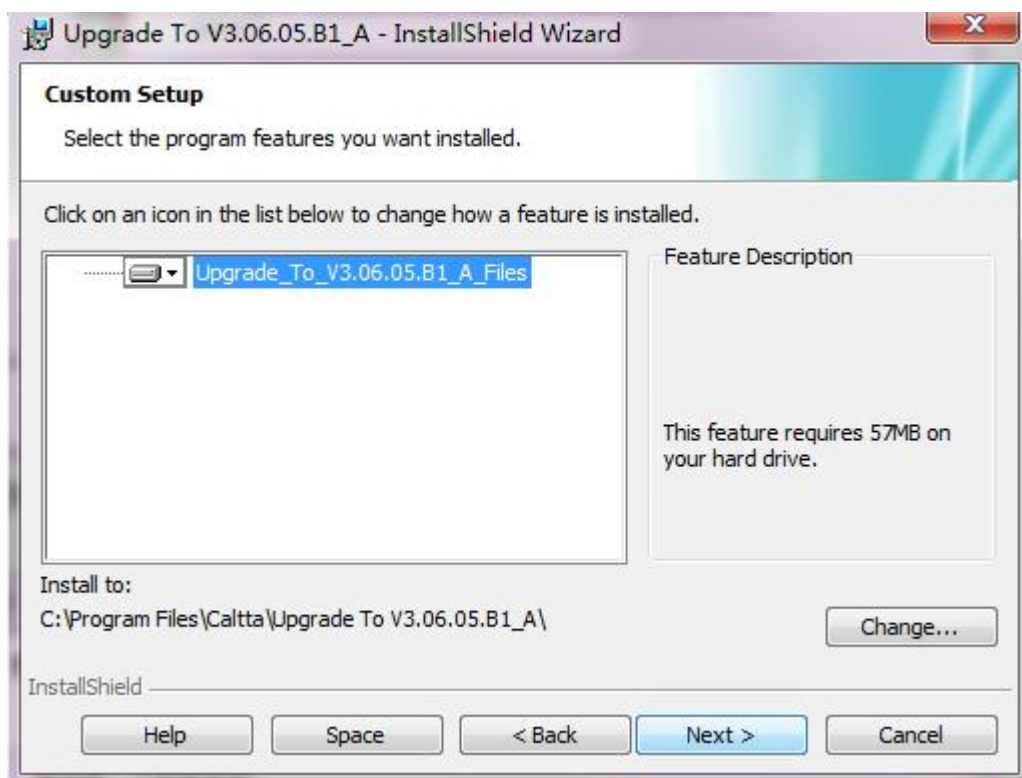 Upgrade To V3.06.05.B1_A - InstallShield Wizard
Custom Setup
Select the program features you want installed.
Click on an icon in the list below to change how a feature is installed.
Upgrade_To_V3.06.05.B1_A_Files
Feature Description
This feature requires 57MB on
your hard drive.
Install to:
C:\Program Files\Caltta\Upgrade To V3.06.05.B1_A\
Change...
InstallShield
Help
Space
< Back
Next >
Cancel